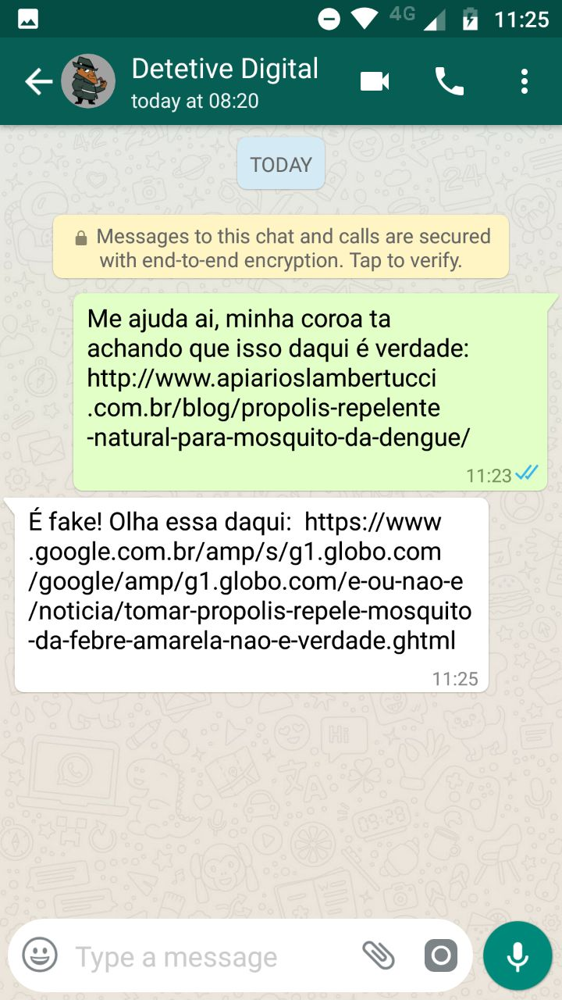 4G 11:25
Detetive Digital
today at 08:20
TODAY
Messages to this chat and calls are secured
with end-to-end encryption. Tap to verify.
Me ajuda ai, minha coroa ta
achando que isso daqui é verdade:
http://www.apiarioslambertucci
.com.br/blog/propolis-repelente
-natural-para-mosquito-da-dengue/
11:23
É fake! Olha essa daqui:  https://www
.google.com.br/amp/s/g1.globo.com
/google/amp/g1.globo.com/e-ou-nao-e
/noticia/tomar-propolis-repele-mosquito
-da-febre-amarela-nao-e-verdade.ghtml
11:25
Type a message